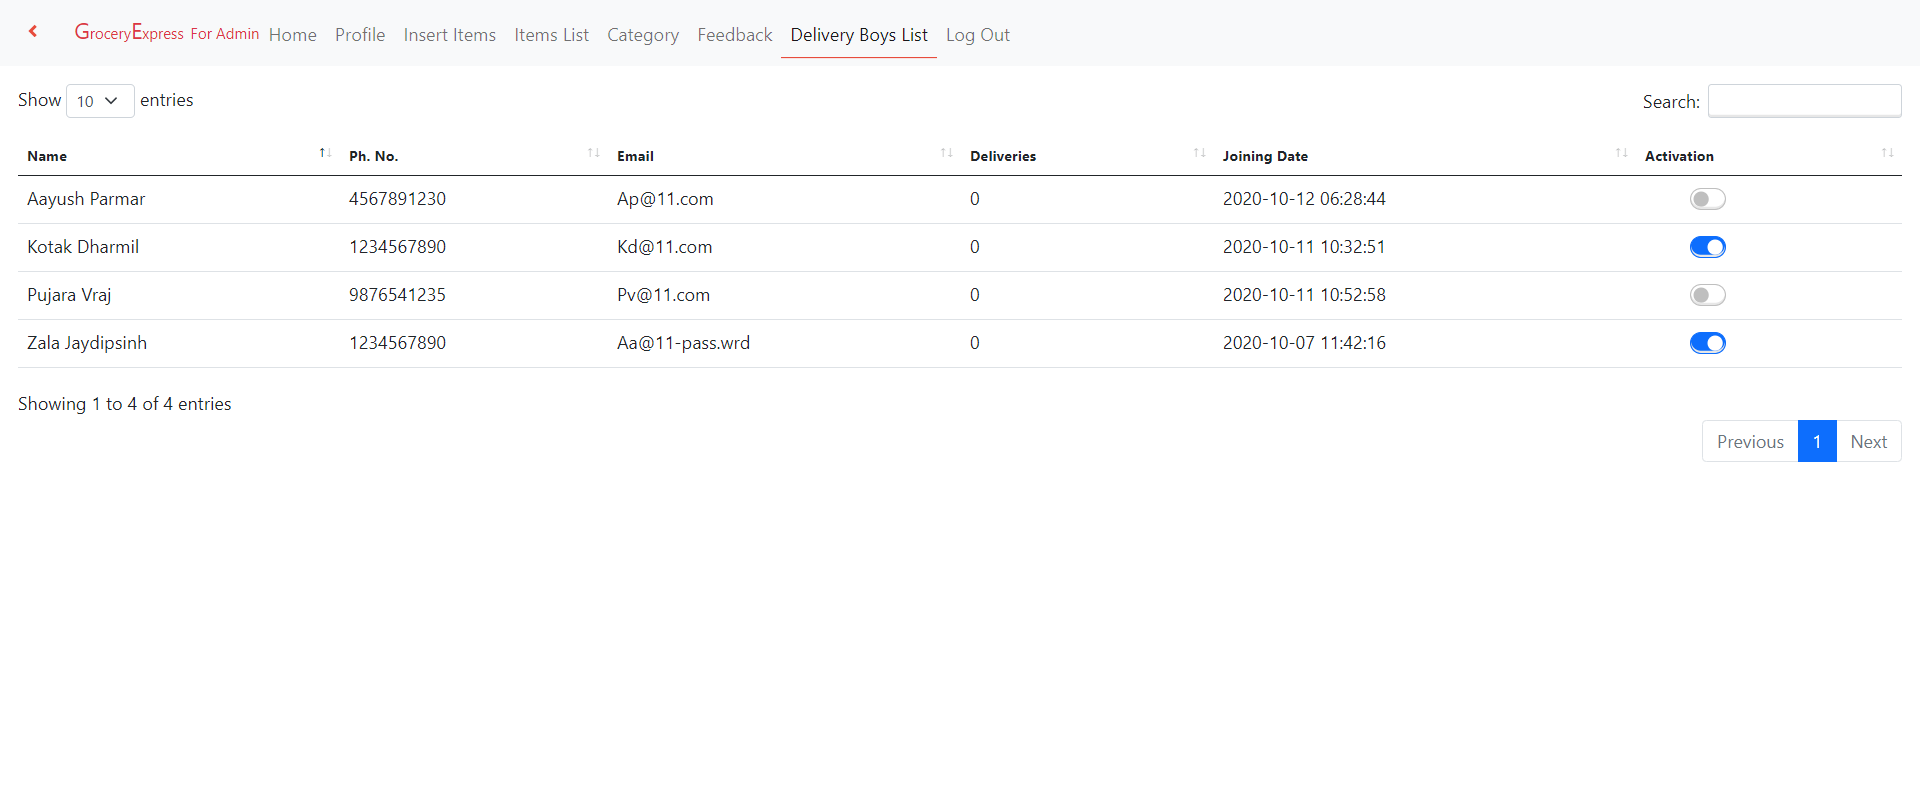 GroceryExpress For Admin Home Profile Insert Items Items List Category Feedback Delivery Boys List Log Out
Show 10 entries Search:
Name Ph. No. Email Deliveries Joining Date Activation
Aayush Parmar 4567891230 Ap@11.com 0 2020-10-12 06:28:44
Kotak Dharmil 1234567890 Kd@11.com 0 2020-10-11 10:32:51
Pujara Vraj 9876541235 Pv@11.com 0 2020-10-11 10:52:58
Zala Jaydipsinh 1234567890 Aa@11-pass.wrd 0 2020-10-07 11:42:16
Showing 1 to 4 of 4 entries
Previous 1 Next